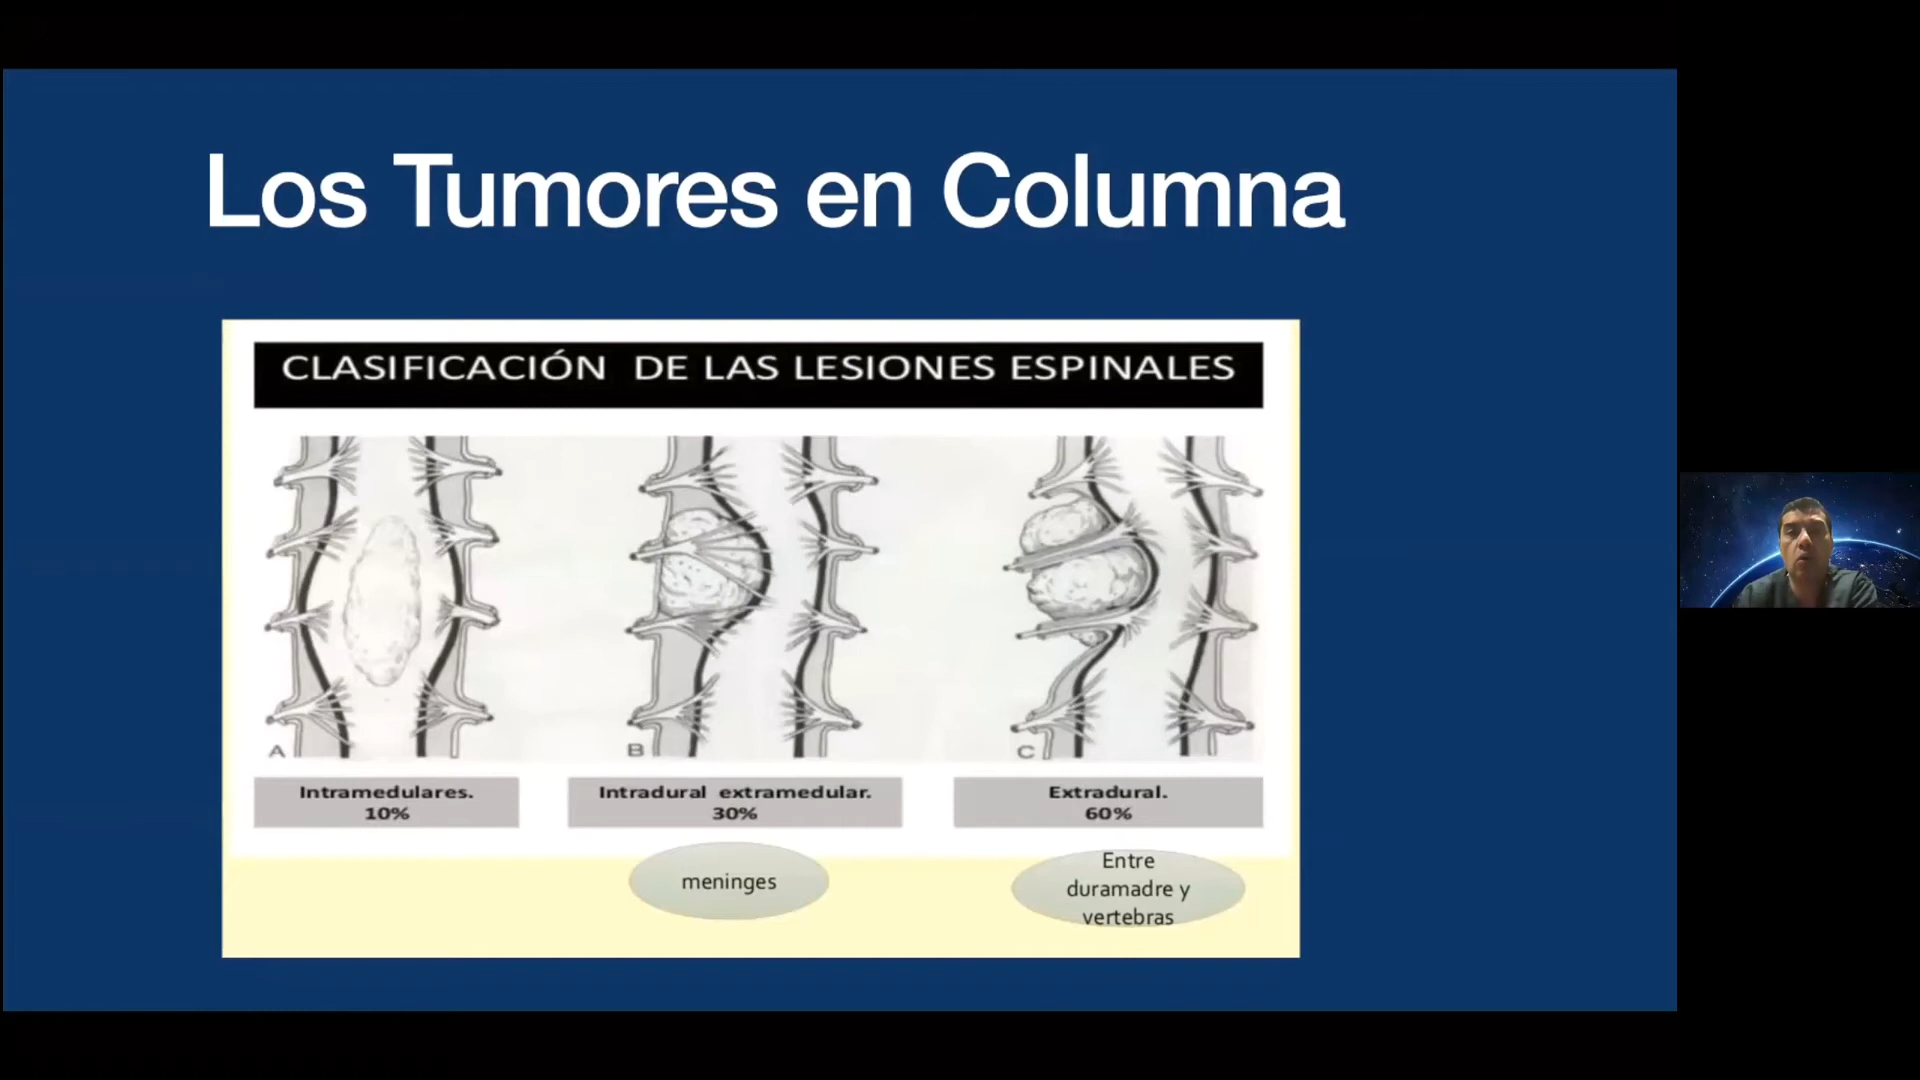 Los Tumores en Columna
CLASIFICACIÓN DE LAS LESIONES ESPINALES
A
B
C
Intramedulares.
10%
Intradural extramedular.
30%
Extradural.
60%
meninges
Entre
duramadre y
vertebras